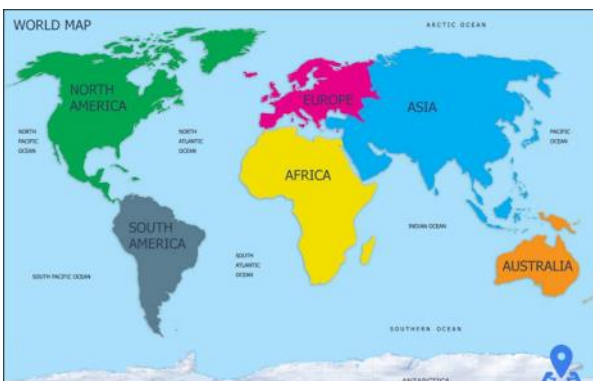 WORLD MAP
ARCTIC OCEAN
NORTH
AMERICA
EUROPE
ASIA
NORTH
PACIFIC
OCEAN
NORTH
ATLANTIC
OCEAN
PACIFIC
OCEAN
AFRICA
SOUTH
AMERICA
INDIAN OCEAN
SOUTH
ATLANTIC
OCEAN
SOUTH PACIFIC OCEAN
AUSTRALIA
SOUTHERN OCEAN
ANTARCTICA